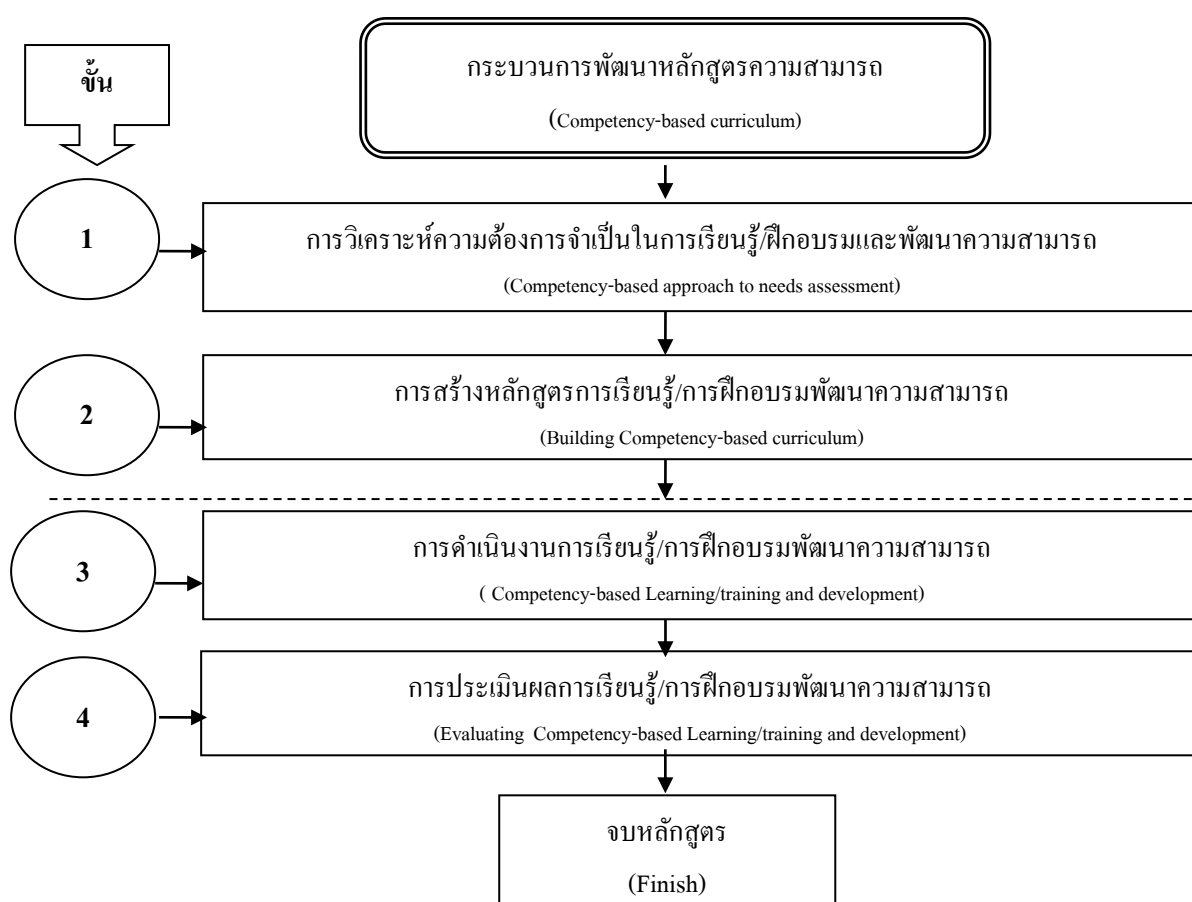 ขั้น
กระบวนการพัฒนาหลักสูตรความสามารถ
(Competency-based curriculum)
1
การวิเคราะห์ความต้องการจำเป็นในการเรียนรู้/ฝึกอบรมและพัฒนาความสามารถ
(Competency-based approach to needs assessment)
2
การสร้างหลักสูตรการเรียนรู้/การฝึกอบรมพัฒนาความสามารถ
(Building Competency-based curriculum)
3
การดำเนินงานการเรียนรู้/การฝึกอบรมพัฒนาความสามารถ
( Competency-based Learning/training and development)
4
การประเมินผลการเรียนรู้/การฝึกอบรมพัฒนาความสามารถ
(Evaluating Competency-based Learning/training and development)
จบหลักสูตร
(Finish)